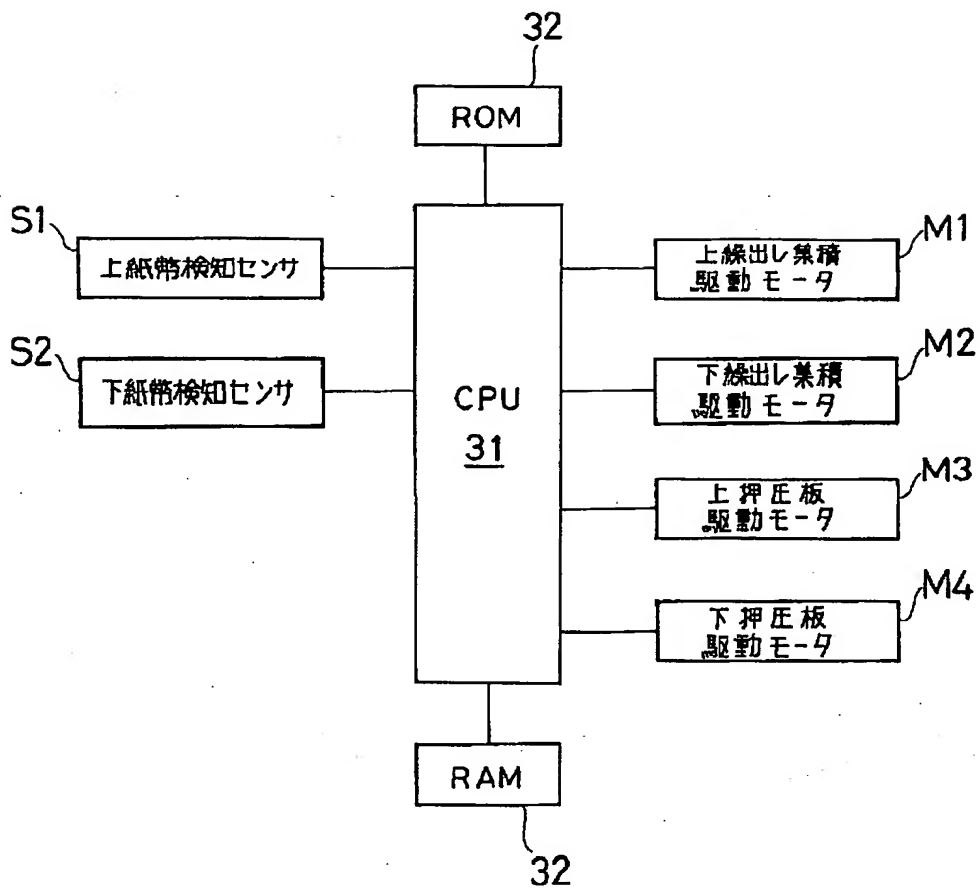 32
ROM
S1
上紙幣検知センサ
S2
下紙幣検知センサ
CPU
31
M1
上繰出し集積
駆動モータ
M2
下繰出し集積
駆動モータ
M3
上押圧板
駆動モータ
M4
下押圧板
駆動モータ
RAM
32